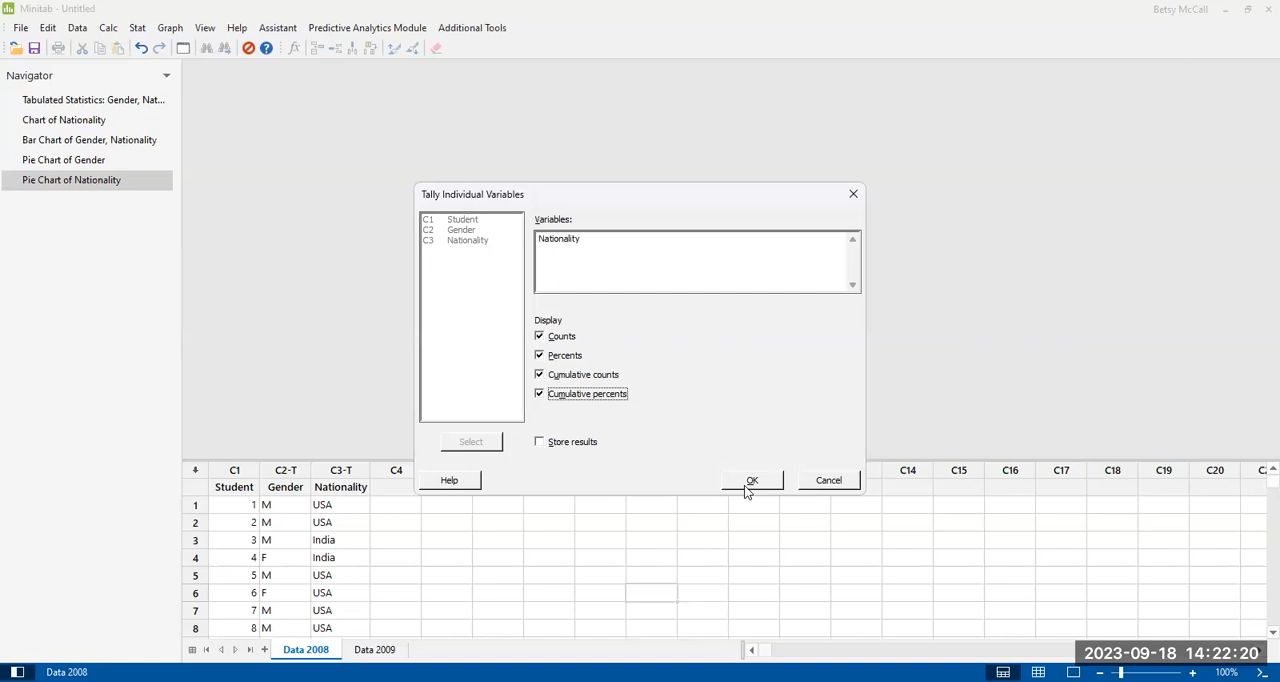 Minitab - Untitled
Betsy McCall
File Edit Data Calc Stat Graph View Help Assistant Predictive Analytics Module Additional Tools
Navigator
Tabulated Statistics: Gender, Nat...
Chart of Nationality
Bar Chart of Gender, Nationality
Pie Chart of Gender
Pie Chart of Nationality
Tally Individual Variables
C1 Student
C2 Gender
C3 Nationality
Variables:
Nationality
Display
Counts
Percents
Cumulative counts
Cumulative percents
Select
Store results
Help
OK
Cancel
C1 C2-T C3-T C4 C14 C15 C16 C17 C18 C19 C20
Student Gender Nationality
1 1 M USA
2 2 M USA
3 3 M India
4 4 F India
5 5 M USA
6 6 F USA
7 7 M USA
8 8 M USA
Data 2008 Data 2009
2023-09-18 14:22:20
Data 2008
100%